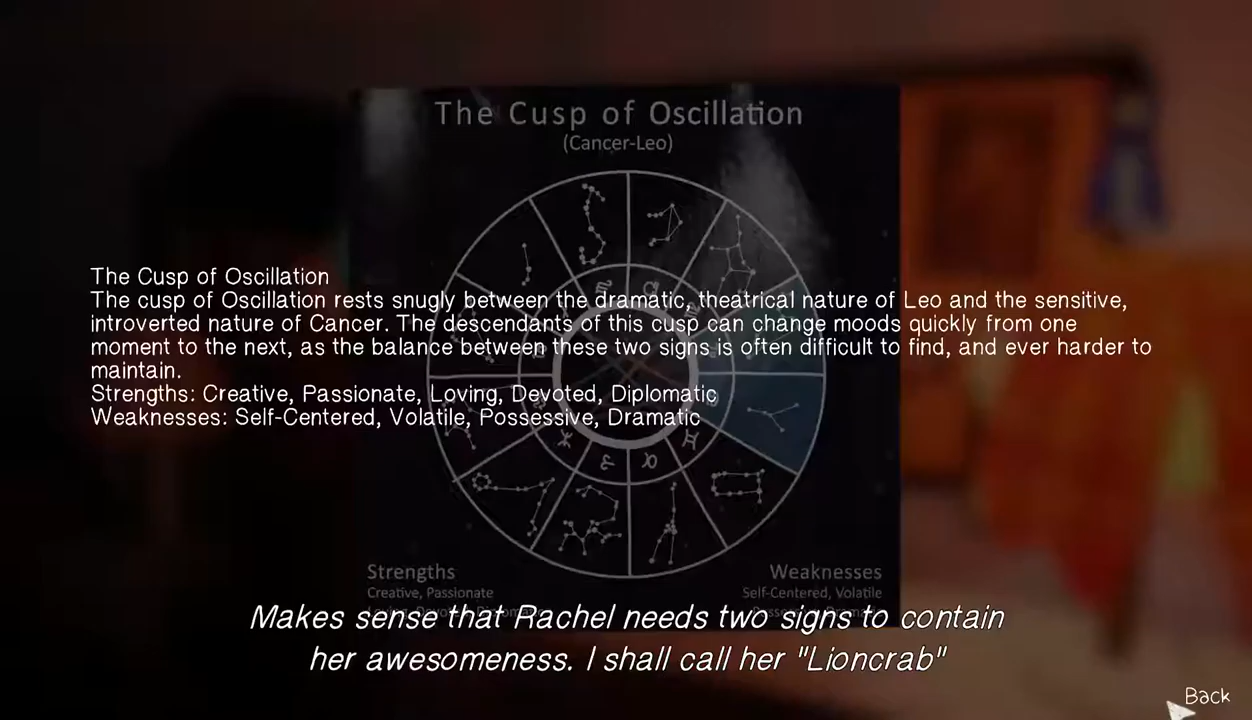 The Cusp of Oscillation
(Cancer-Leo)
The Cusp of Oscillation
The cusp of Oscillation rests snugly between the dramatic, theatrical nature of Leo and the sensitive,
introverted nature of Cancer. The descendants of this cusp can change moods quickly from one
moment to the next, as the balance between these two signs is often difficult to find, and ever harder to
maintain.
Strengths: Creative, Passionate, Loving, Devoted, Diplomatic
Weaknesses: Self-Centered, Volatile, Possessive, Dramatic
Strengths
Creative, Passionate
Weaknesses
Self-Centered, Volatile
Makes sense that Rachel needs two signs to contain
her awesomeness. I shall call her "Lioncrab"
Back